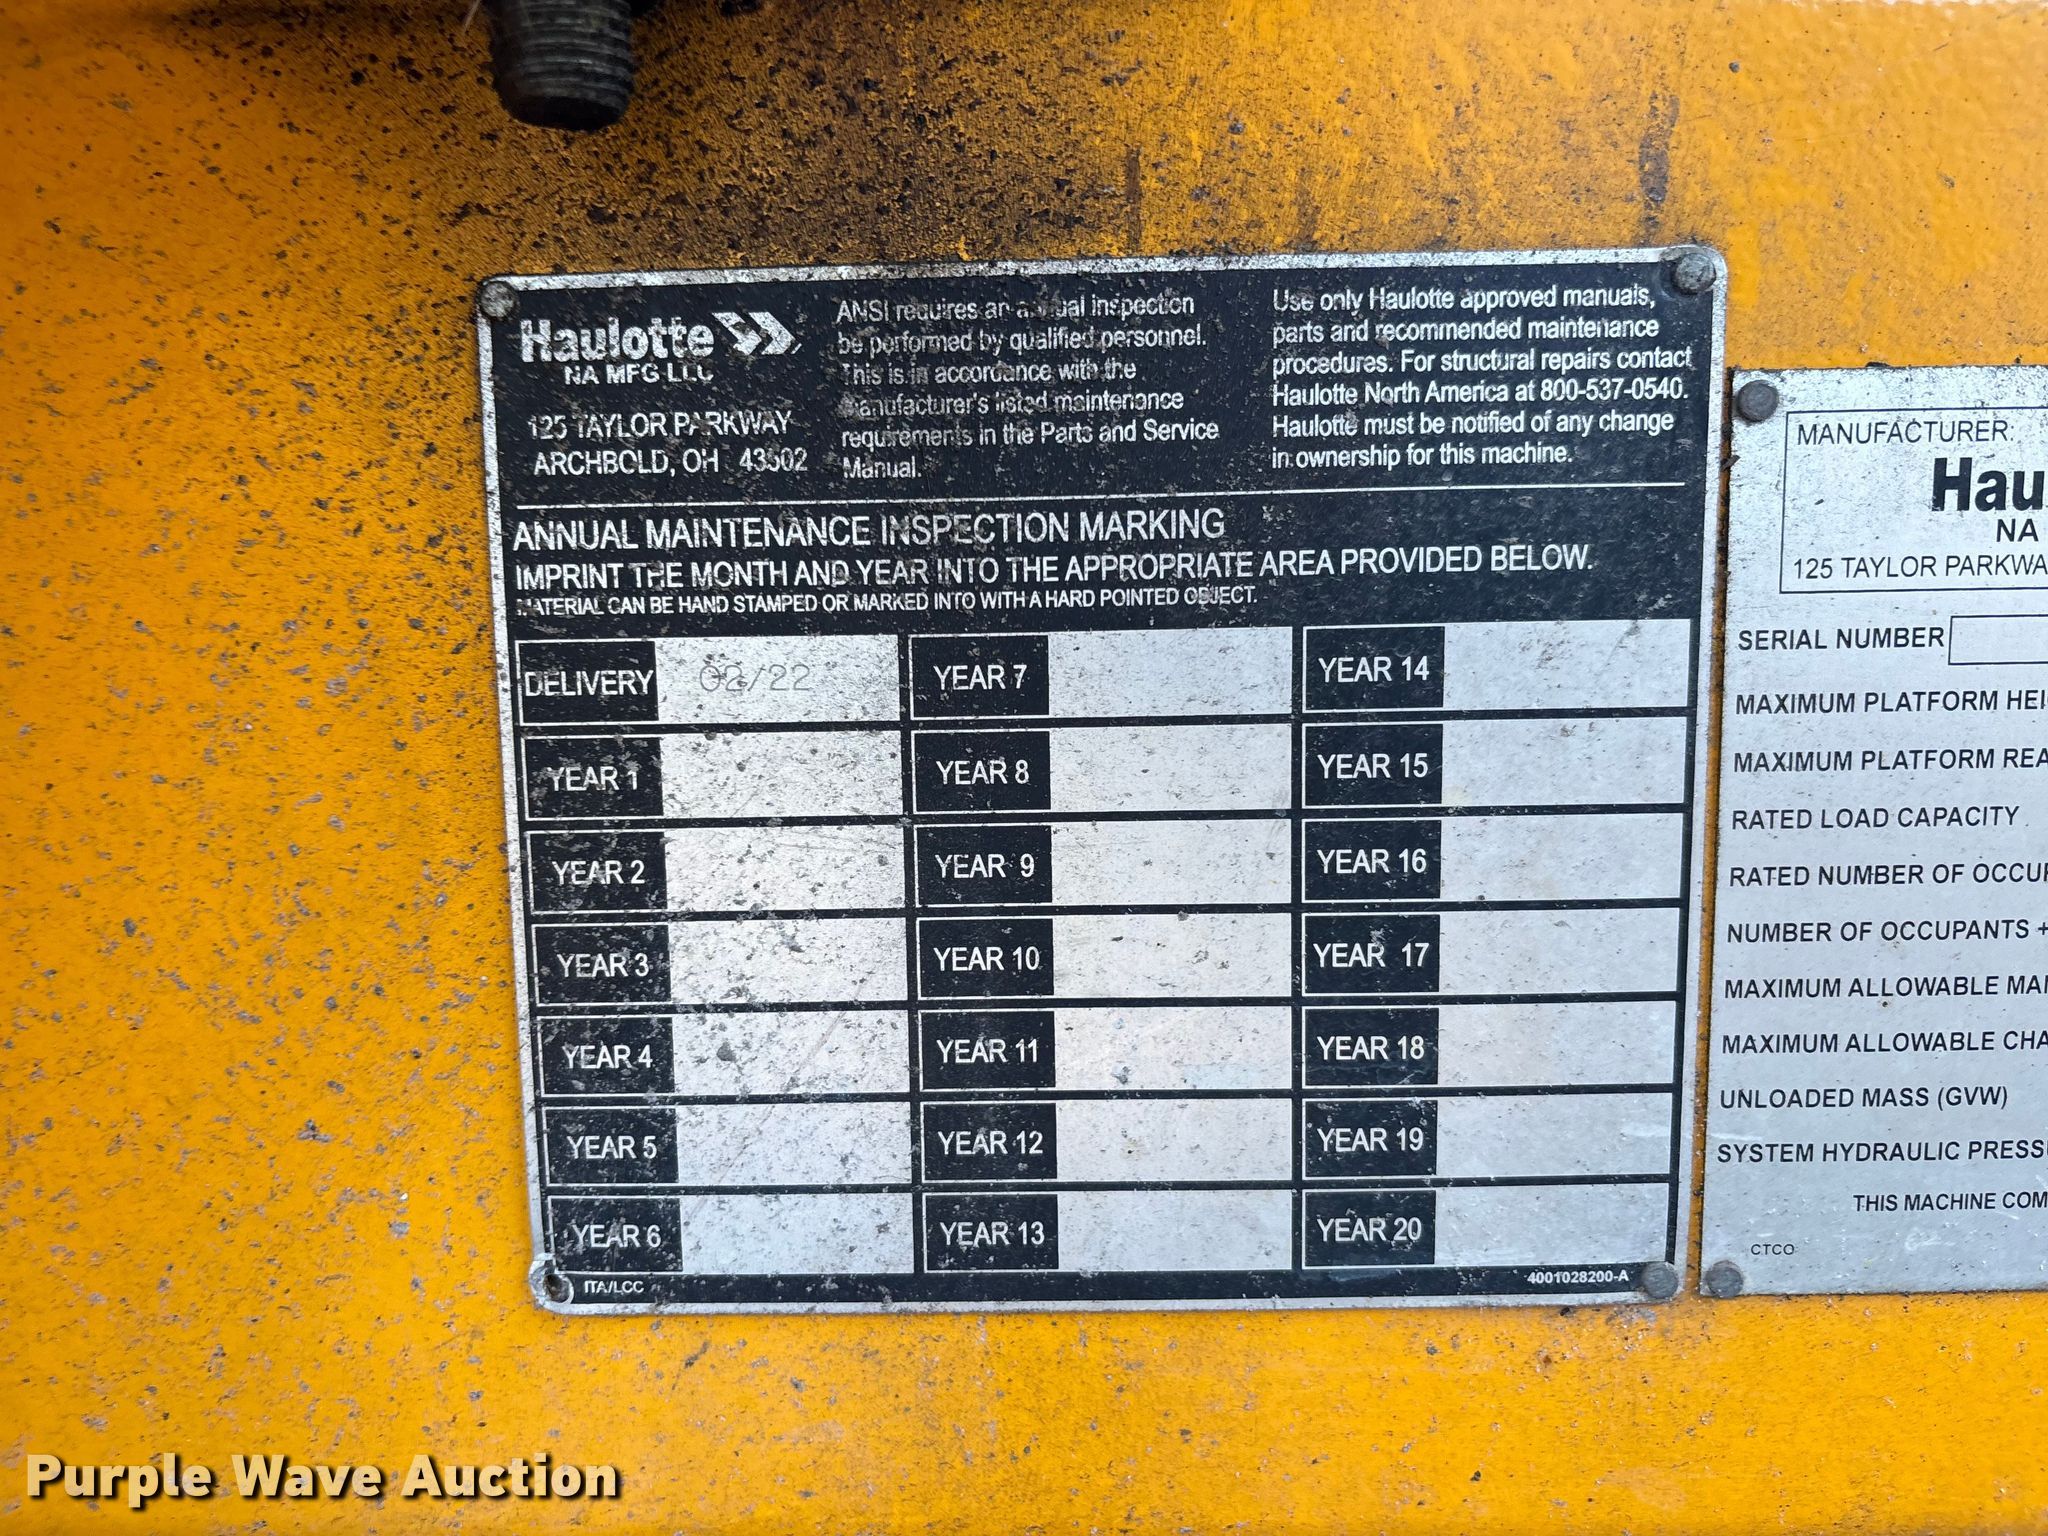 Haulotte
NA MFG LLC
125 TAYLOR PARKWAY
ARCHBOLD, OH 43502
ANSI requires an annual inspection
be performed by qualified personnel.
This is in accordance with the
manufacturer's listed maintenance
requirements in the Parts and Service
Manual.
Use only Haulotte approved manuals,
parts and recommended maintenance
procedures. For structural repairs contact
Haulotte North America at 800-537-0540.
Haulotte must be notified of any change
in ownership for this machine.
ANNUAL MAINTENANCE INSPECTION MARKING
IMPRINT THE MONTH AND YEAR INTO THE APPROPRIATE AREA PROVIDED BELOW.
MATERIAL CAN BE HAND STAMPED OR MARKED INTO WITH A HARD POINTED OBJECT.
DELIVERY 02/22
YEAR 1
YEAR 2
YEAR 3
YEAR 4
YEAR 5
YEAR 6
YEAR 7
YEAR 8
YEAR 9
YEAR 10
YEAR 11
YEAR 12
YEAR 13
YEAR 14
YEAR 15
YEAR 16
YEAR 17
YEAR 18
YEAR 19
YEAR 20
ITA/LCC
4001028200-A
MANUFACTURER:
Hau
NA
125 TAYLOR PARKWA
SERIAL NUMBER
MAXIMUM PLATFORM HEI
MAXIMUM PLATFORM REA
RATED LOAD CAPACITY
RATED NUMBER OF OCCUP
NUMBER OF OCCUPANTS +
MAXIMUM ALLOWABLE MAN
MAXIMUM ALLOWABLE CHA
UNLOADED MASS (GVW)
SYSTEM HYDRAULIC PRESSU
THIS MACHINE COM
CTCO
Purple Wave Auction